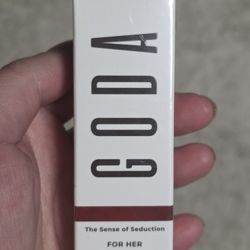 GODA
The Sense of Seduction
FOR HER